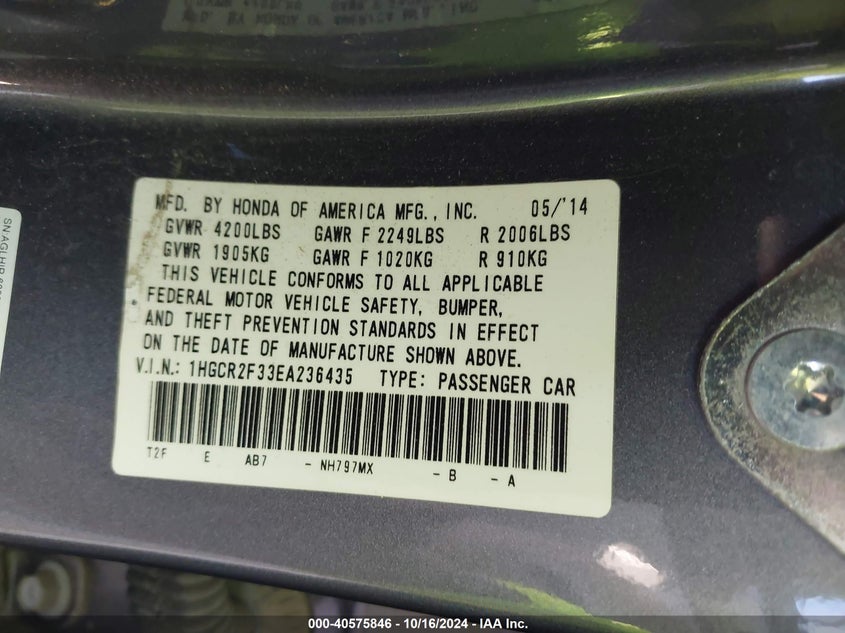 MFD. BY HONDA OF AMERICA MFG., INC. 05/'14
GVWR 4200LBS GAWR F 2249LBS R 2006LBS
GVWR 1905KG GAWR F 1020KG R 910KG
THIS VEHICLE CONFORMS TO ALL APPLICABLE
FEDERAL MOTOR VEHICLE SAFETY, BUMPER,
AND THEFT PREVENTION STANDARDS IN EFFECT
ON THE DATE OF MANUFACTURE SHOWN ABOVE.
V.I.N.: 1HGCR2F33EA236435 TYPE: PASSENGER CAR
T2F E AB7 - NH797MX - B - A
000-40575846 - 10/16/2024 - IAA Inc.